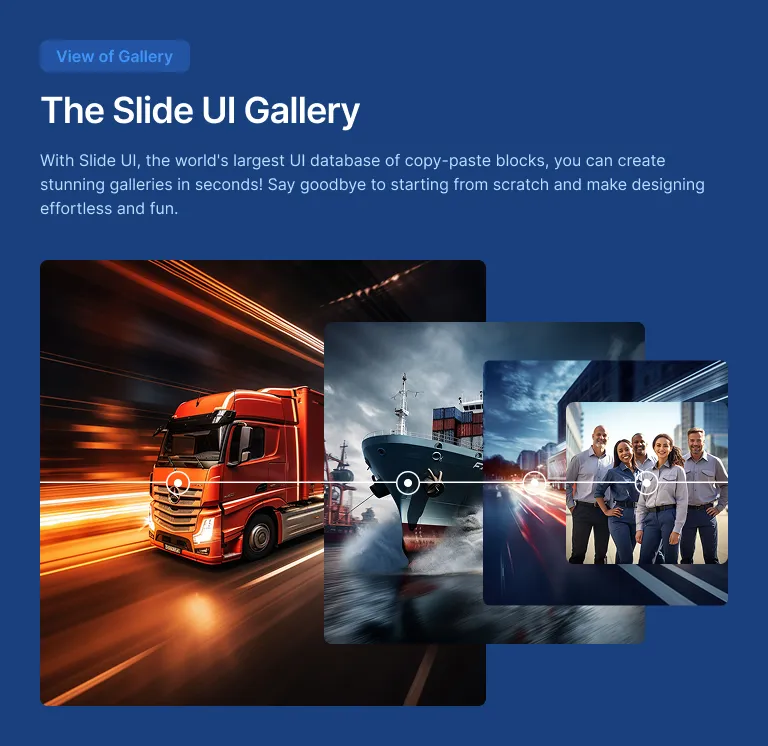 View of Gallery
The Slide UI Gallery
With Slide UI, the world's largest UI database of copy-paste blocks, you can create
stunning galleries in seconds! Say goodbye to starting from scratch and make designing
effortless and fun.